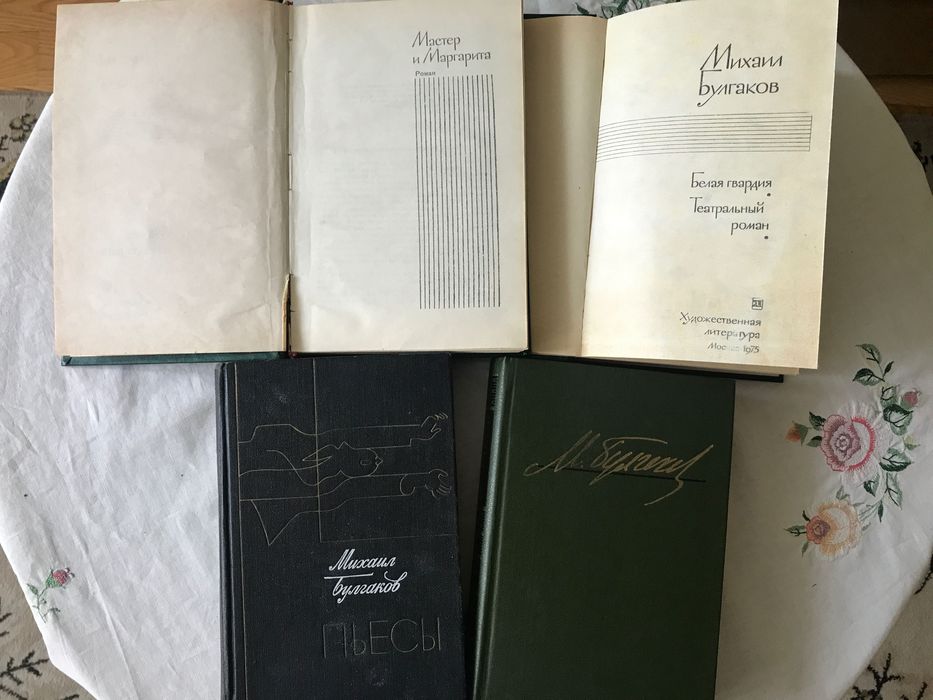 Мастер
и Маргарита
Роман
Михаил
Булгаков
Белая гвардия
Театральный
роман
Художественная
литература
Москва 1975
Михаил
Булгаков
ПЬЕСЫ
М. Булгаков